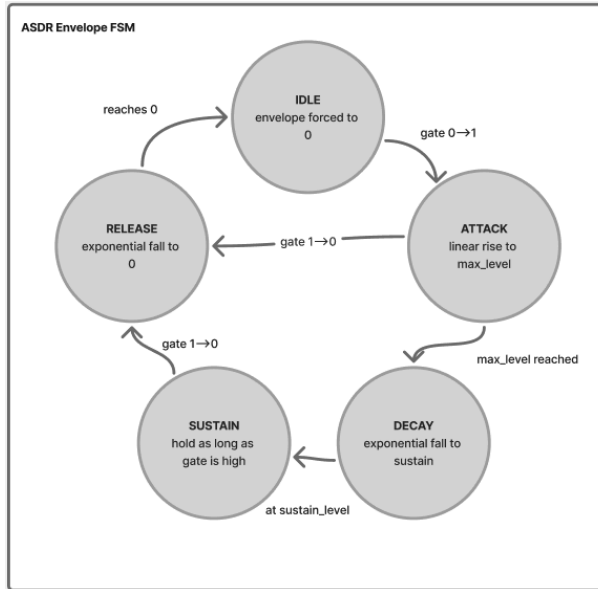 ASDR Envelope FSM
IDLE
envelope forced to
0
reaches 0
gate 0→1
RELEASE
exponential fall to
0
gate 1→0
ATTACK
linear rise to
max_level
gate 1→0
max_level reached
SUSTAIN
hold as long as
gate is high
DECAY
exponential fall to
sustain
at sustain_level